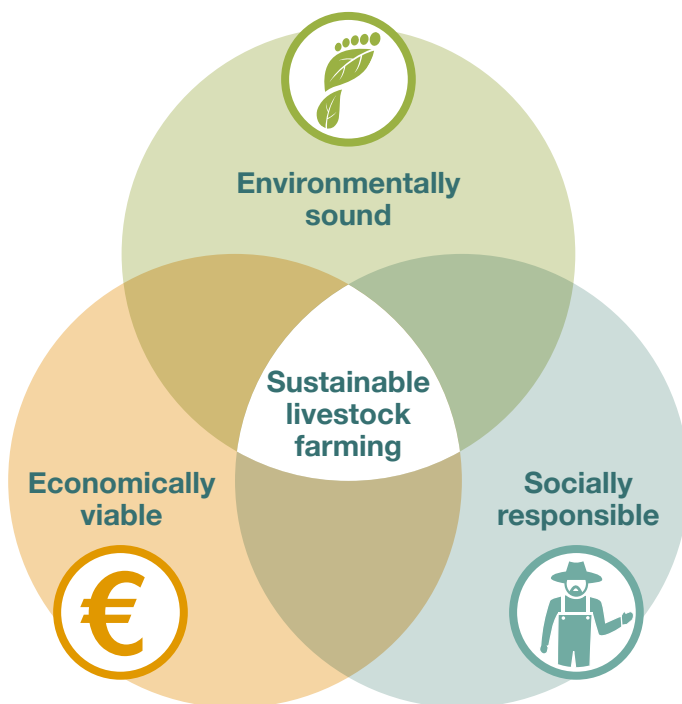 Environmentally
sound
Sustainable
livestock
farming
Economically
viable
Socially
responsible
€